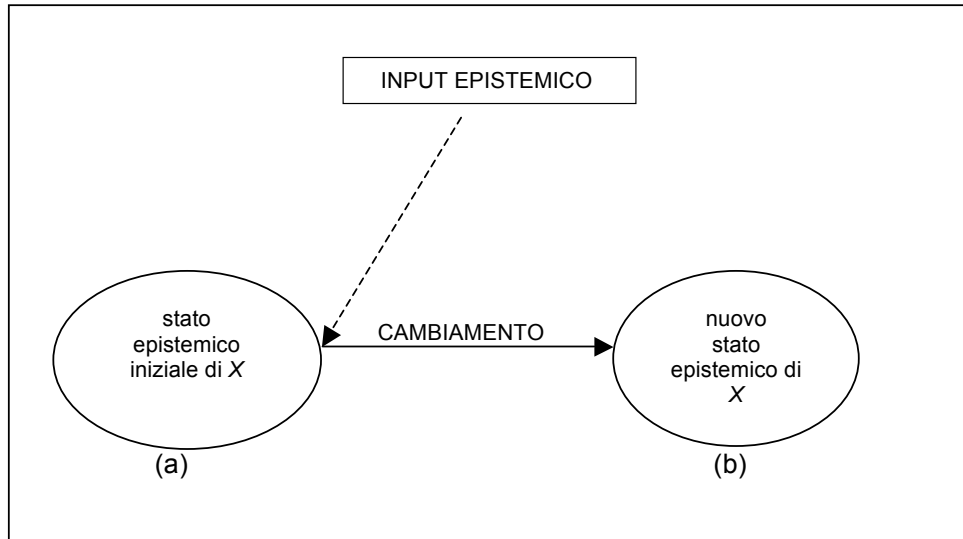 INPUT EPISTEMICO
stato
epistemico
iniziale di X
CAMBIAMENTO
nuovo
stato
epistemico di
X
(a)
(b)